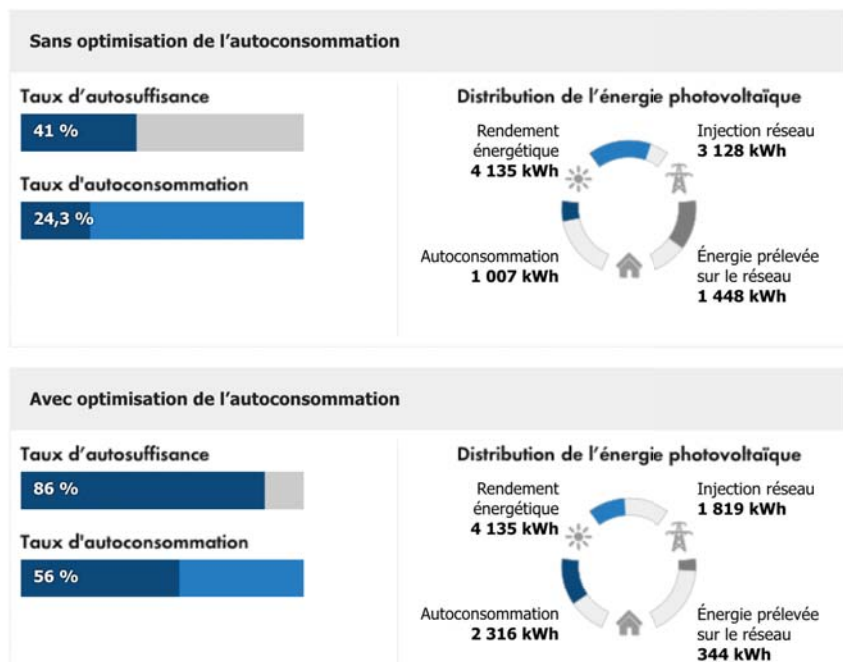 Sans optimisation de l’autoconsommation
Taux d’autosuffisance
41 %
Taux d'autoconsommation
24,3 %
Distribution de l’énergie photovoltaïque
Rendement
énergétique
4 135 kWh
Injection réseau
3 128 kWh
Autoconsommation
1 007 kWh
Énergie prélevée
sur le réseau
1 448 kWh
Avec optimisation de l’autoconsommation
Taux d’autosuffisance
86 %
Taux d'autoconsommation
56 %
Distribution de l’énergie photovoltaïque
Rendement
énergétique
4 135 kWh
Injection réseau
1 819 kWh
Autoconsommation
2 316 kWh
Énergie prélevée
sur le réseau
344 kWh